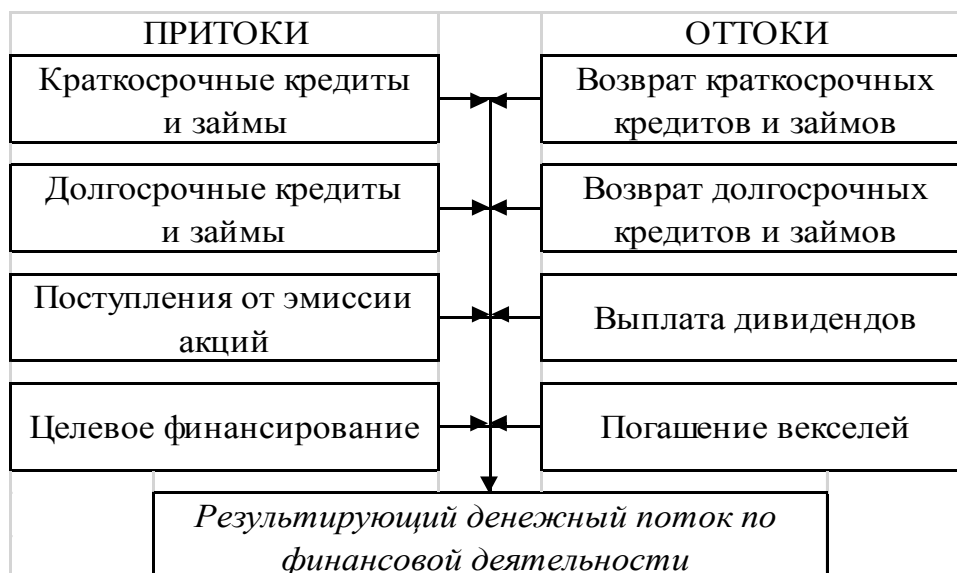 ПРИТОКИ
ОТТОКИ
Краткосрочные кредиты
и займы
Возврат краткосрочных
кредитов и займов
Долгосрочные кредиты
и займы
Возврат долгосрочных
кредитов и займов
Поступления от эмиссии
акций
Выплата дивидендов
Целевое финансирование
Погашение векселей
Результирующий денежный поток по
финансовой деятельности